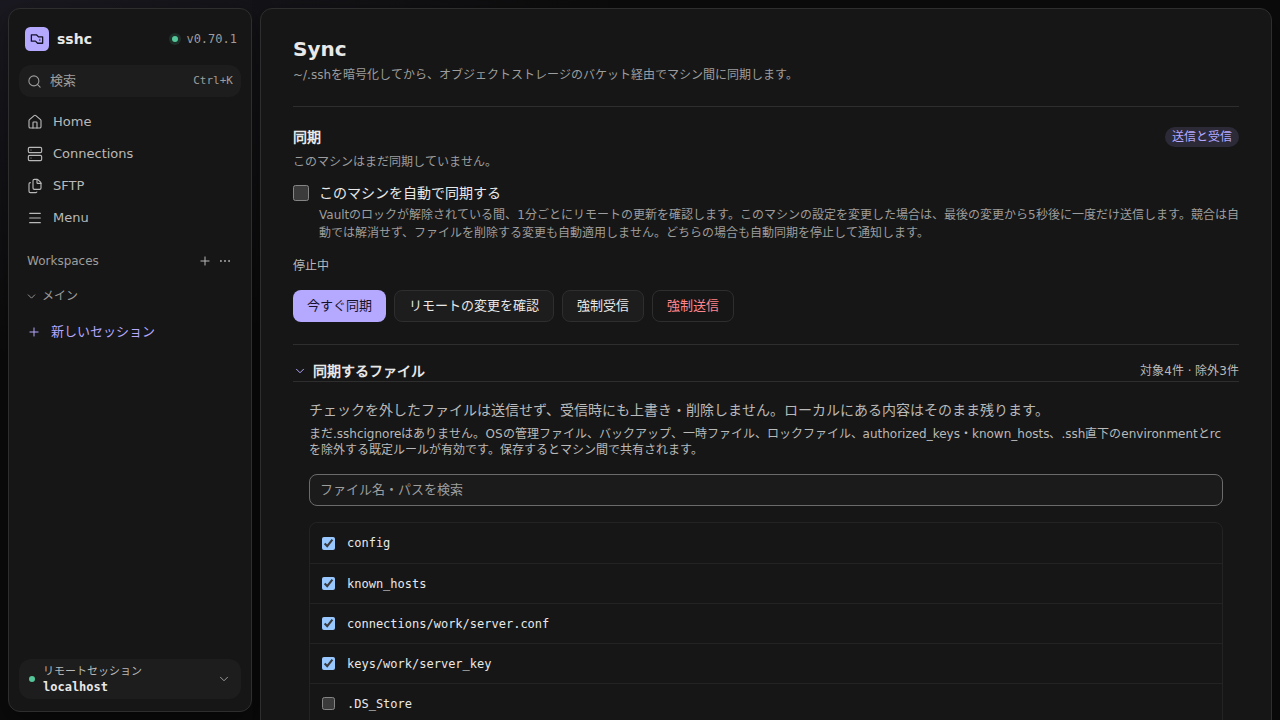 sshc
v0.70.1
検索
Ctrl+K
Home
Connections
SFTP
Menu
Workspaces
メイン
新しいセッション
リモートセッション
localhost
Sync
~/.sshを暗号化してから、オブジェクトストレージのバケット経由でマシン間に同期します。
同期
送信と受信
このマシンはまだ同期していません。
このマシンを自動で同期する
Vaultのロックが解除されている間、1分ごとにリモートの更新を確認します。このマシンの設定を変更した場合は、最後の変更から5秒後に一度だけ送信します。競合は自
動では解消せず、ファイルを削除する変更も自動適用しません。どちらの場合も自動同期を停止して通知します。
停止中
今すぐ同期
リモートの変更を確認
強制受信
強制送信
同期するファイル
対象4件 · 除外3件
チェックを外したファイルは送信せず、受信時にも上書き・削除しません。ローカルにある内容はそのまま残ります。
まだ.sshcignoreはありません。OSの管理ファイル、バックアップ、一時ファイル、ロックファイル、authorized_keys・known_hosts、.ssh直下のenvironmentとrc
を除外する既定ルールが有効です。保存するとマシン間で共有されます。
ファイル名・パスを検索
config
known_hosts
connections/work/server.conf
keys/work/server_key
.DS_Store